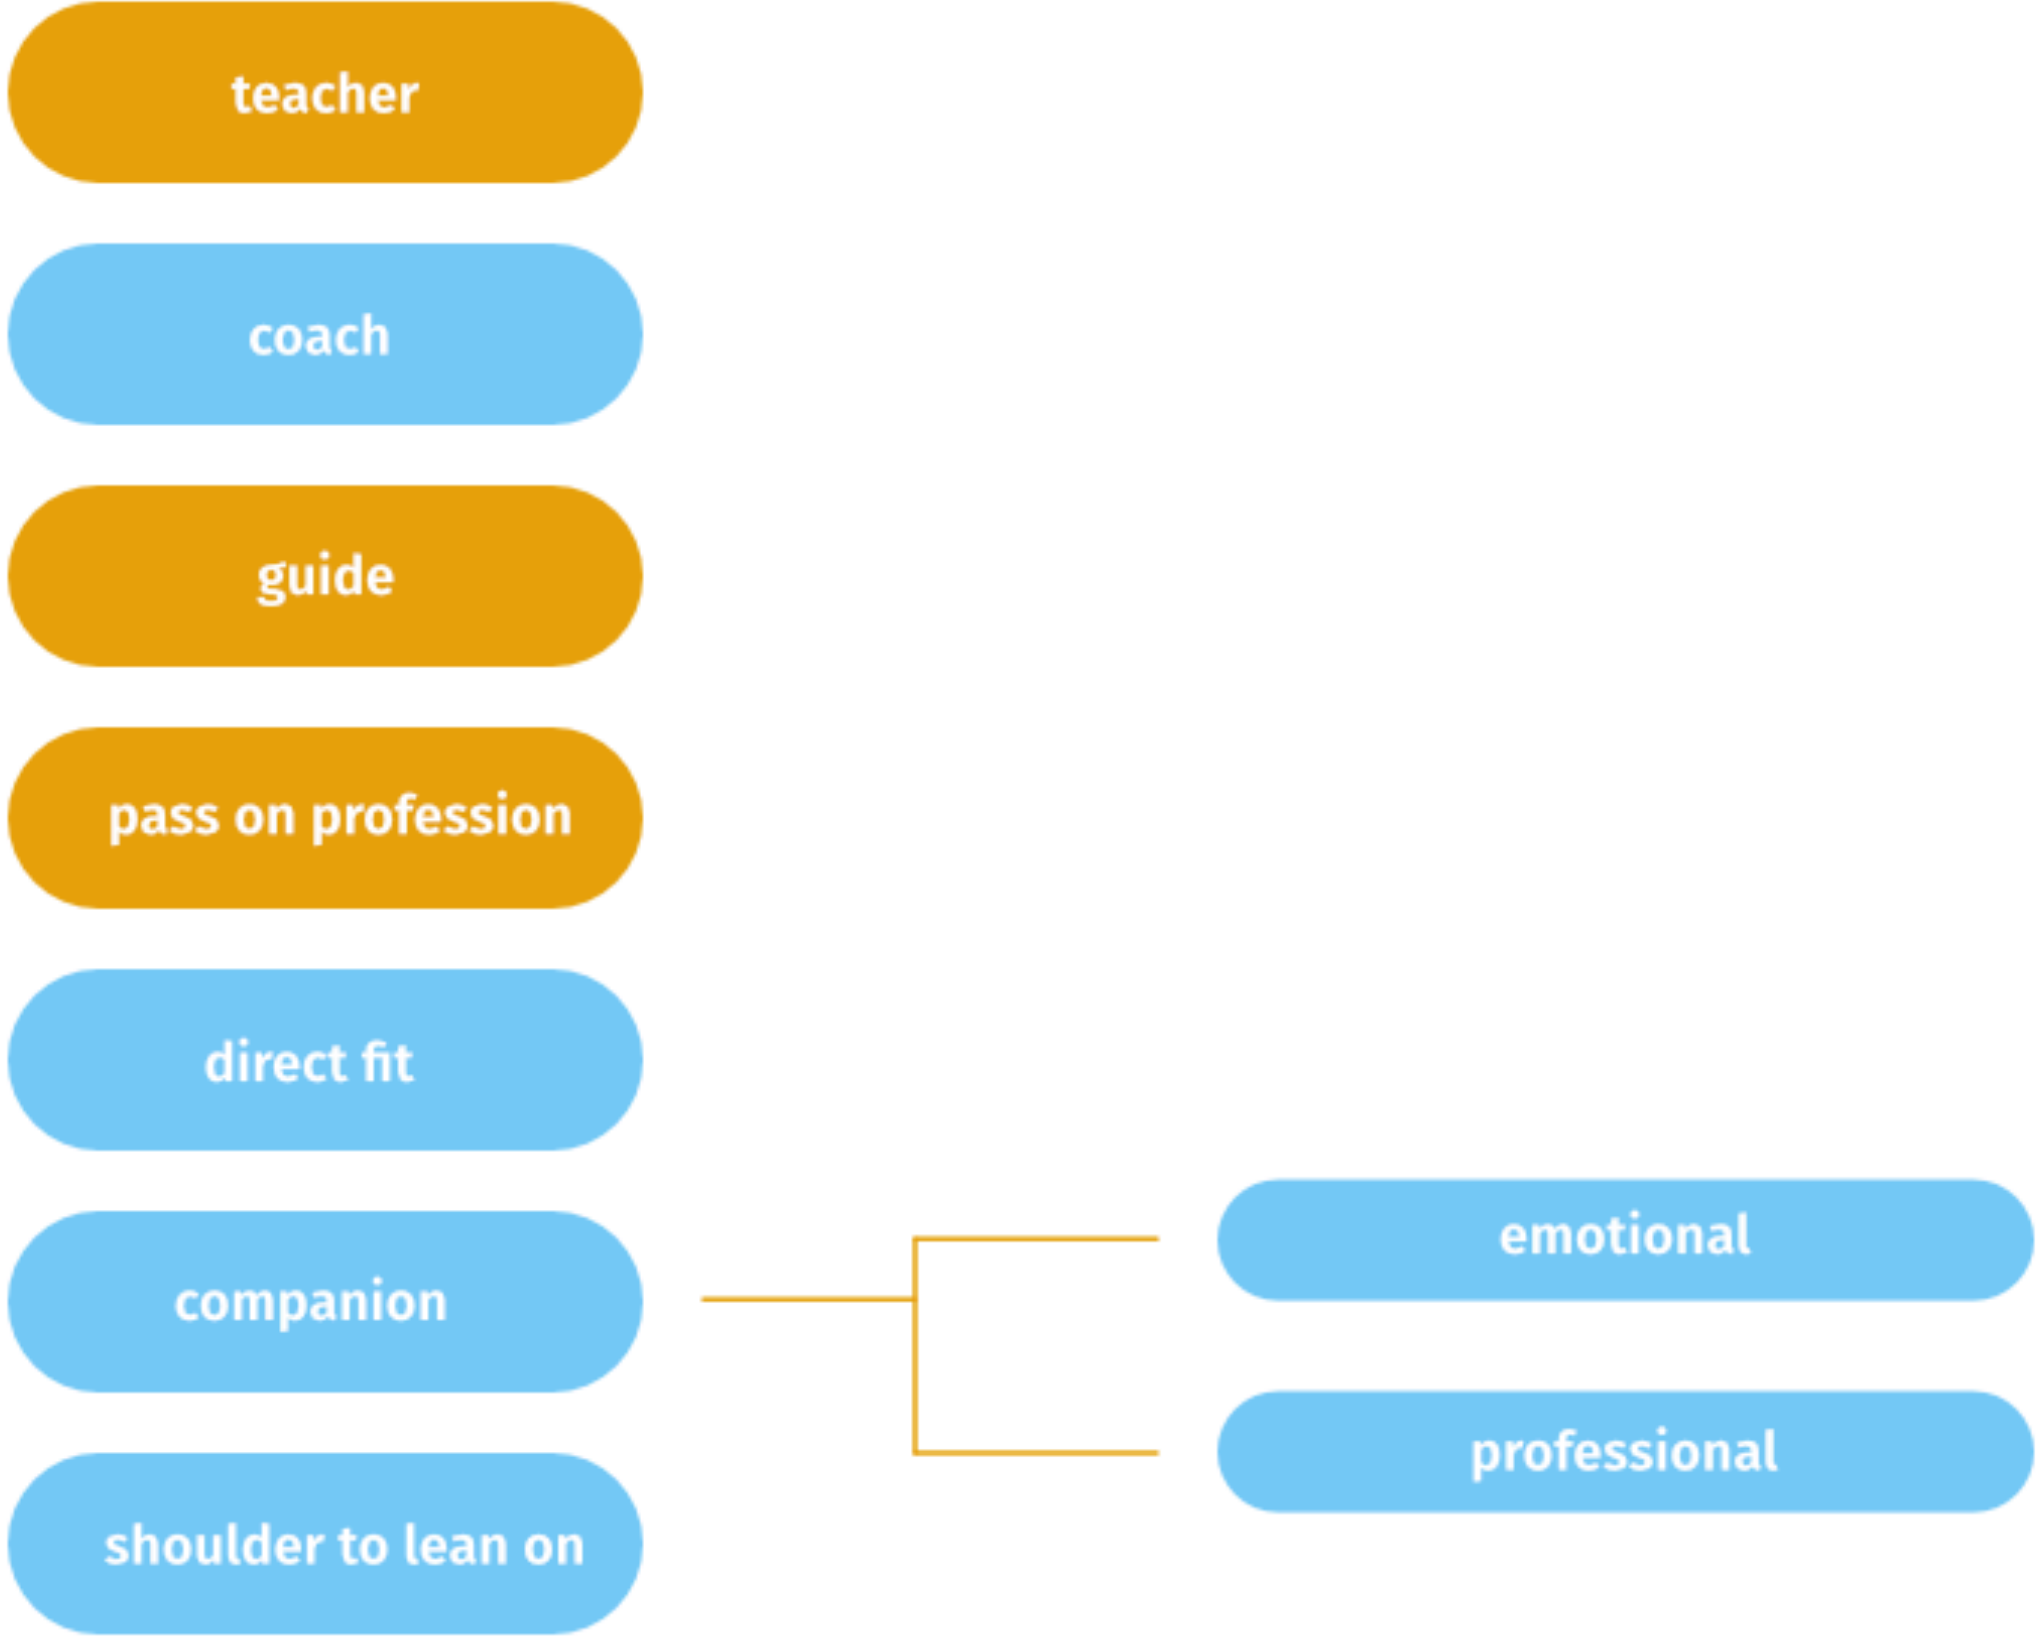 teacher
coach
guide
pass on profession
direct fit
companion
emotional
professional
shoulder to lean on